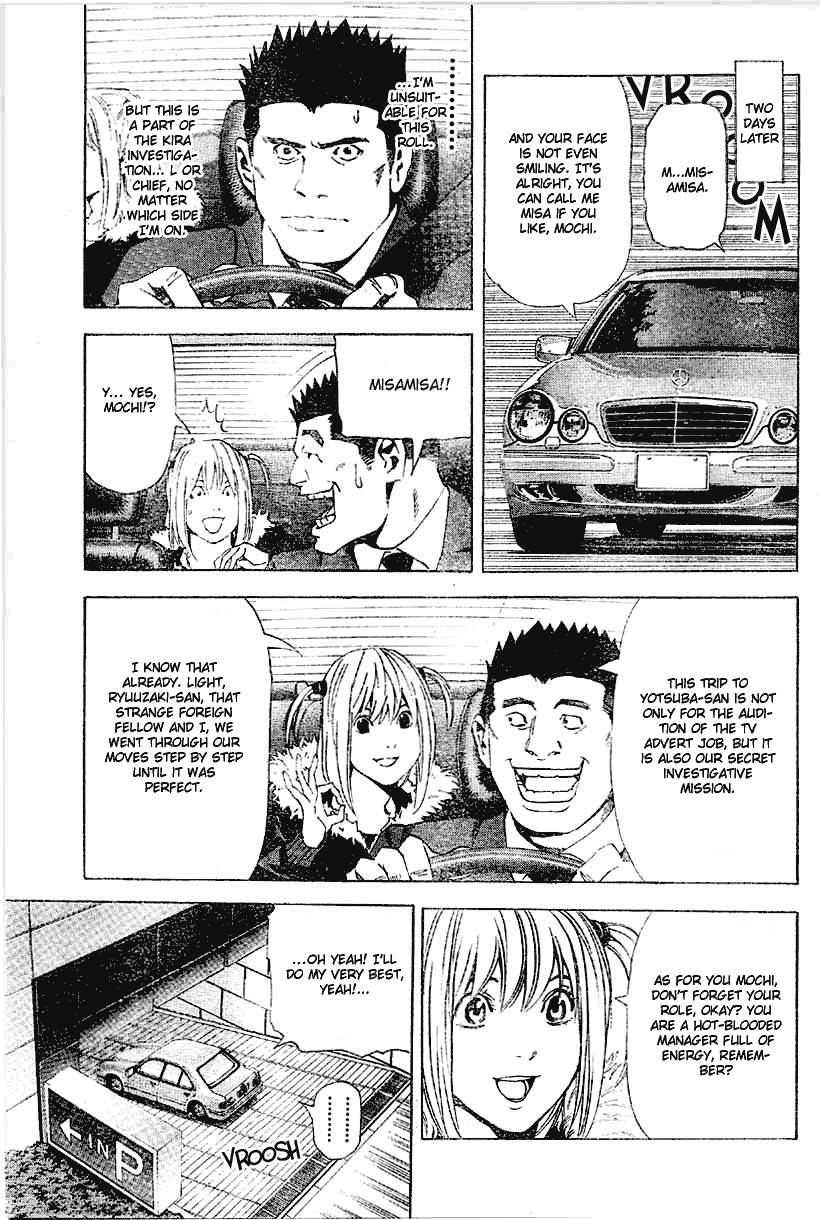 TWO
DAYS
LATER
VROOOOM
M...MIS-
AMISA.
AND YOUR FACE
IS NOT EVEN
SMILING. IT'S
ALRIGHT, YOU
CAN CALL ME
MISA IF YOU
LIKE, MOCHI.
...I'M
UNSUIT-
ABLE FOR
THIS
ROLL.
BUT THIS IS
A PART OF
THE KIRA
INVESTIGA-
TION... L OR
CHIEF, NO
MATTER
WHICH SIDE
I'M ON.
MISAMISA!!
Y... YES,
MOCHI!?
THIS TRIP TO
YOTSUBA-SAN IS NOT
ONLY FOR THE AUDI-
TION OF THE TV
ADVERT JOB, BUT IT
IS ALSO OUR SECRET
INVESTIGATIVE
MISSION.
I KNOW THAT
ALREADY. LIGHT,
RYUUZAKI-SAN, THAT
STRANGE FOREIGN
FELLOW AND I, WE
WENT THROUGH OUR
MOVES STEP BY STEP
UNTIL IT WAS
PERFECT.
AS FOR YOU MOCHI,
DON'T FORGET YOUR
ROLE, OKAY? YOU
ARE A HOT-BLOODED
MANAGER FULL OF
ENERGY, REMEM-
BER?
...OH YEAH! I'LL
DO MY VERY BEST,
YEAH!...
VROOSH
← IN P